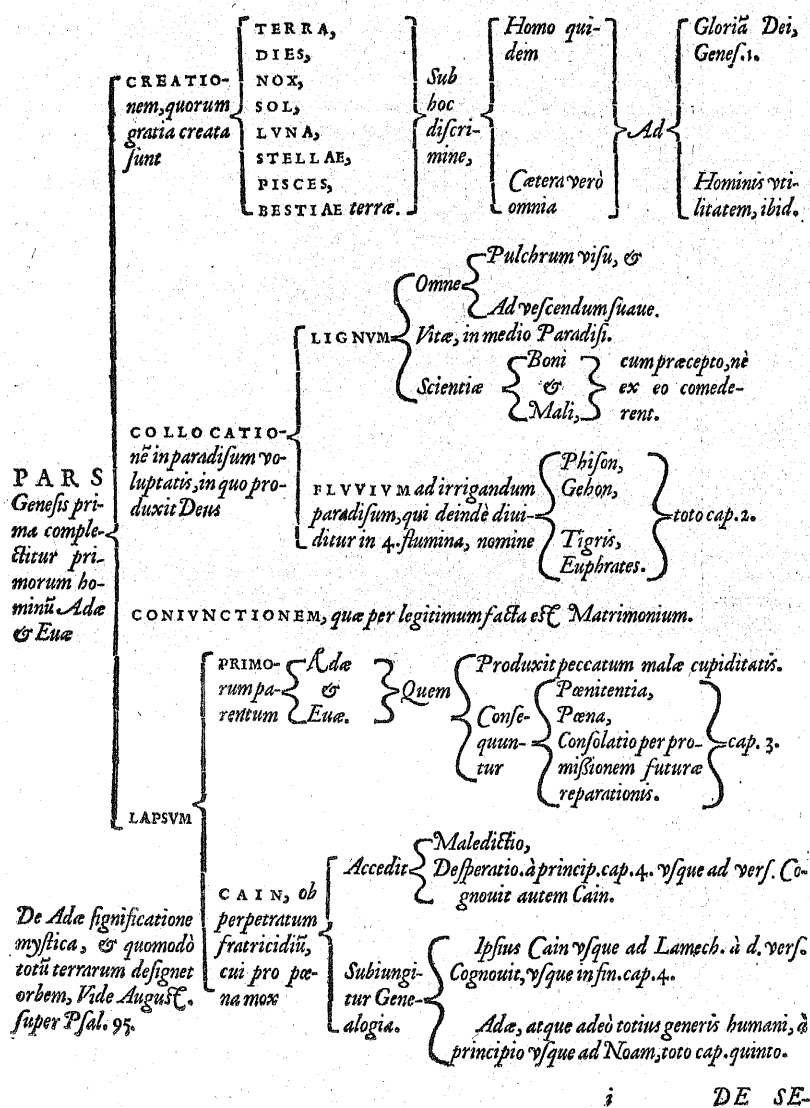 PARS
Genesis pri-
ma comple-
ctitur pri-
morum ho-
minũ Adæ
& Euæ
CREATIO-
nem, quorum
gratia creata
sunt
TERRA,
DIES,
NOX,
SOL,
LVNA,
STELLAE,
PISCES,
BESTIAE terræ.
Sub
hoc
discri-
mine,
Homo qui-
dem
Cætera verò
omnia
Ad
Gloriã Dei,
Genes.1.
Hominis vti-
litatem, ibid.
COLLOCATIO-
nẽ in paradisum vo-
luptatis, in quo pro-
duxit Deus
LIGNVM
Omne
Pulchrum visu, &
Ad vescendum suaue.
Vitæ, in medio Paradisi.
Scientiæ
Boni
&
Mali,
cum præcepto, nè
ex eo comede-
rent.
FLVVIVM ad irrigandum
paradisum, qui deindè diui-
ditur in 4. flumina, nomine
Phison,
Gehon,
Tigris,
Euphrates.
toto cap.2.
CONIVNCTIONEM, quæ per legitimum facta est Matrimonium.
LAPSVM
PRIMO-
rum pa-
rentum
Adæ
&
Euæ.
Quem
Produxit peccatum malæ cupiditatis.
Conse-
quun-
tur
Pœnitentia,
Pœna,
Consolatio per pro-
missionem futuræ
reparationis.
cap. 3.
CAIN, ob
perpetratum
fratricidiũ,
cui pro pœ-
na mox
Accedit
Maledictio,
Desperatio. à princip. cap. 4. vsque ad vers. Co-
gnouit autem Cain.
Subiungi-
tur Gene-
alogia.
Ipsius Cain vsque ad Lamech. à d. vers.
Cognouit, vsque in fin. cap. 4.
Adæ, atque adeò totius generis humani, à
principio vsque ad Noam, toto cap. quinto.
De Adæ significatione
mystica, & quomodò
totũ terrarum designet
orbem, Vide August.
super Psal. 95.
i DE SE-